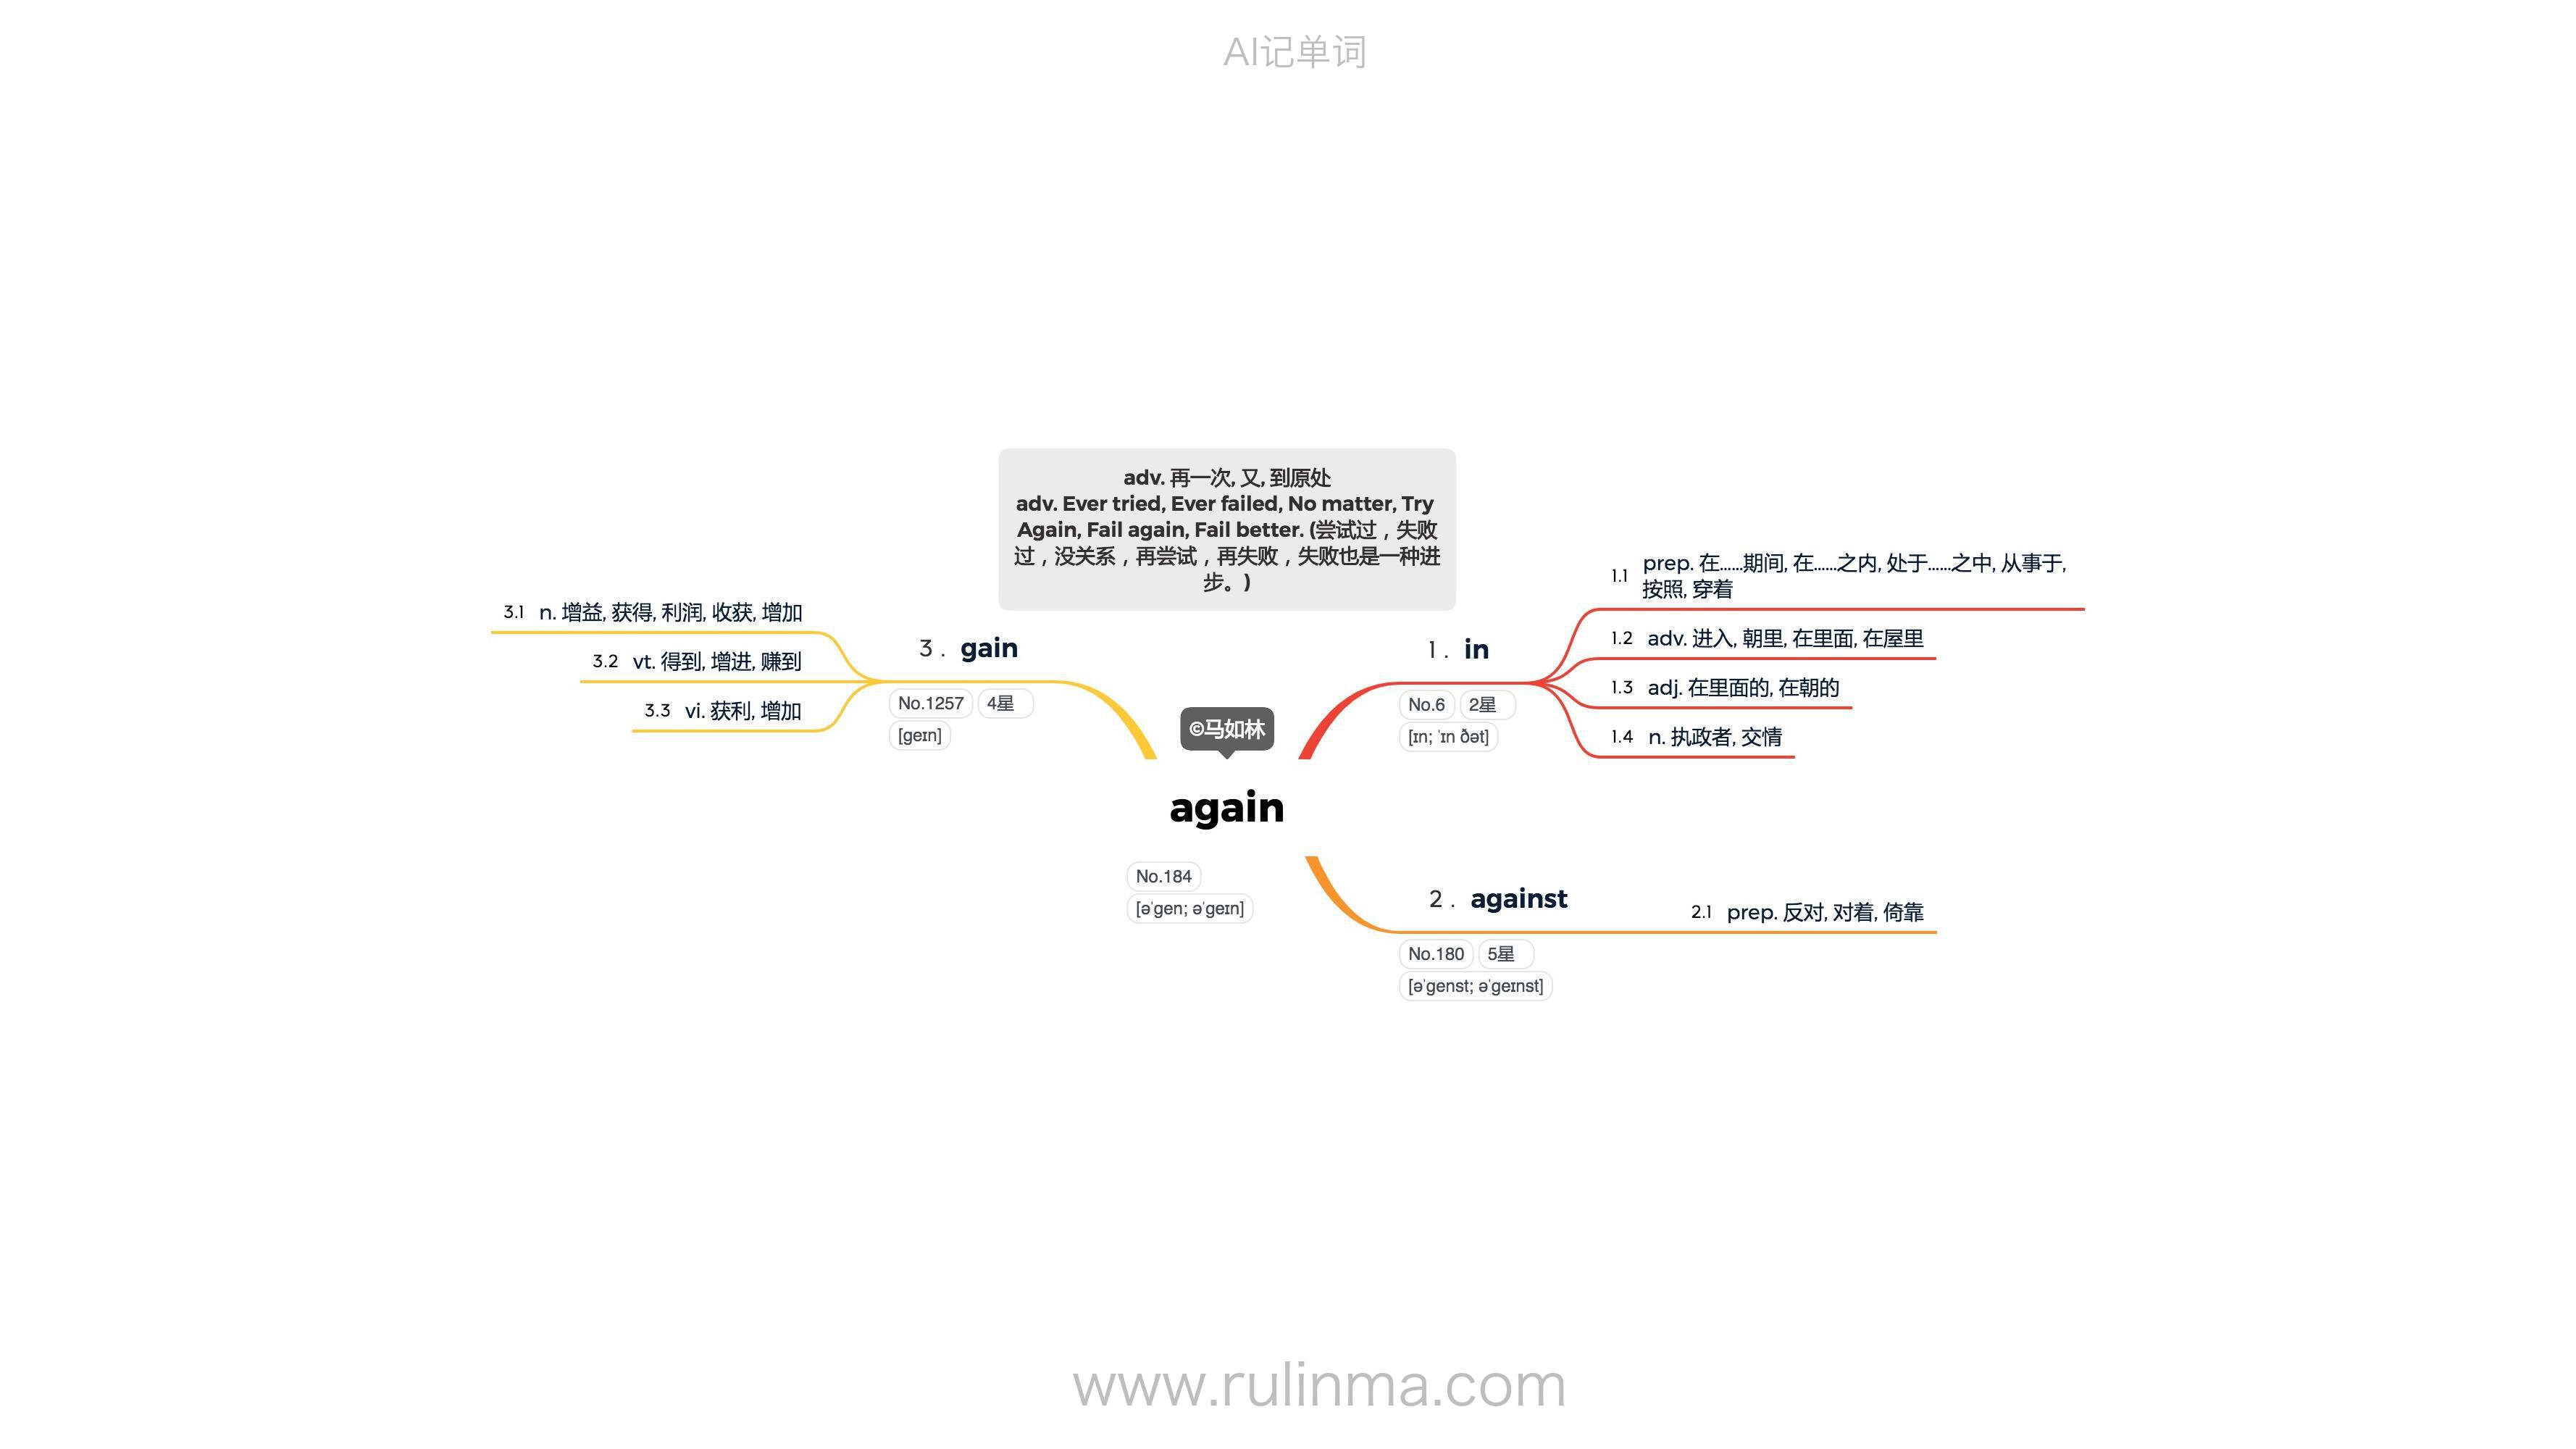 AI记单词
adv. 再一次, 又, 到原处
adv. Ever tried, Ever failed, No matter, Try
Again, Fail again, Fail better. (尝试过，失败
过，没关系，再尝试，再失败，失败也是一种进
步。)
©马如林
again
No.184
[əˈɡen; əˈɡeɪn]
1 . in
No.6 2星
[ɪn; ˈɪn ðət]
1.1 prep. 在……期间, 在……之内, 处于……之中, 从事于,
按照, 穿着
1.2 adv. 进入, 朝里, 在里面, 在屋里
1.3 adj. 在里面的, 在朝的
1.4 n. 执政者, 交情
2 . against
No.180 5星
[əˈɡenst; əˈɡeɪnst]
2.1 prep. 反对, 对着, 倚靠
3 . gain
No.1257 4星
[ɡeɪn]
3.1 n. 增益, 获得, 利润, 收获, 增加
3.2 vt. 得到, 增进, 赚到
3.3 vi. 获利, 增加
www.rulinma.com